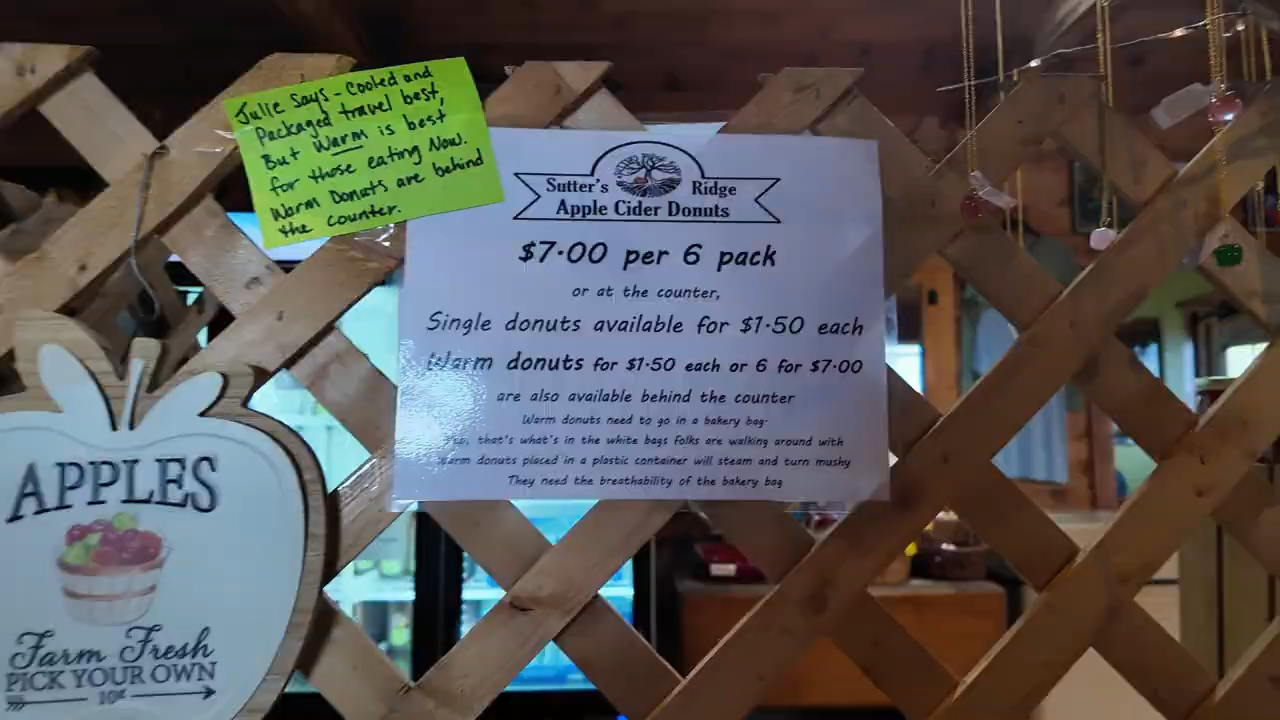 Julie Says - Cooled and
Packaged travel best,
But Warm is best
for those eating Now.
Warm Donuts are behind
the counter.
Sutter's Ridge
Apple Cider Donuts
$7.00 per 6 pack
or at the counter,
Single donuts available for $1.50 each
Warm donuts for $1.50 each or 6 for $7.00
are also available behind the counter
Warm donuts need to go in a bakery bag.
that's what's in the white bags folks are walking around with
Warm donuts placed in a plastic container will steam and turn mushy
They need the breathability of the bakery bag
APPLES
Farm Fresh
PICK YOUR OWN
10¢